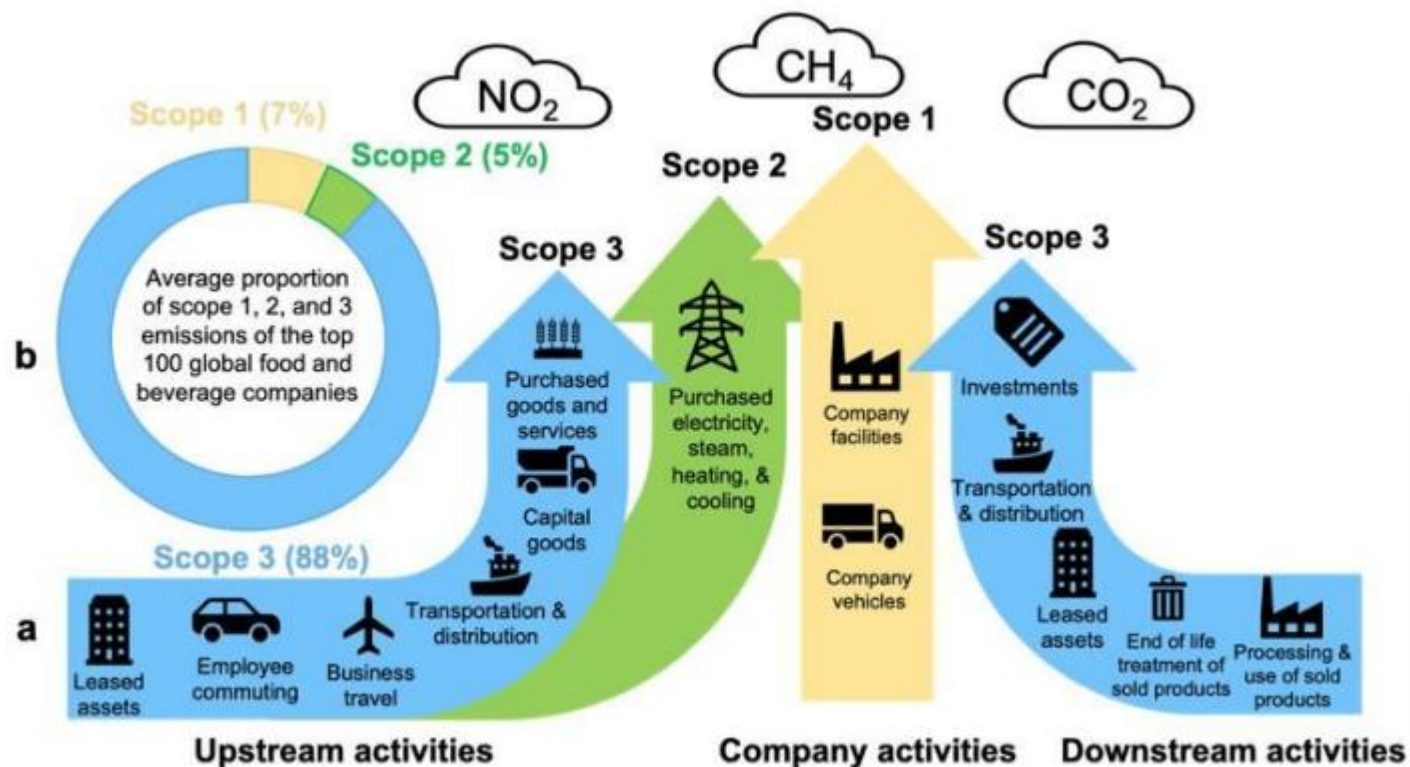 NO₂
CH₄
CO₂
Scope 1 (7%)
Scope 2 (5%)
Scope 3 (88%)
Average proportion
of scope 1, 2, and 3
emissions of the top
100 global food and
beverage companies
b
a
Scope 3
Purchased
goods and
services
Capital
goods
Transportation &
distribution
Business
travel
Employee
commuting
Leased
assets
Upstream activities
Scope 2
Purchased
electricity,
steam,
heating, &
cooling
Scope 1
Company
facilities
Company
vehicles
Company activities
Scope 3
Investments
Transportation
& distribution
Leased
assets
End of life
treatment of
sold products
Processing &
use of sold
products
Downstream activities